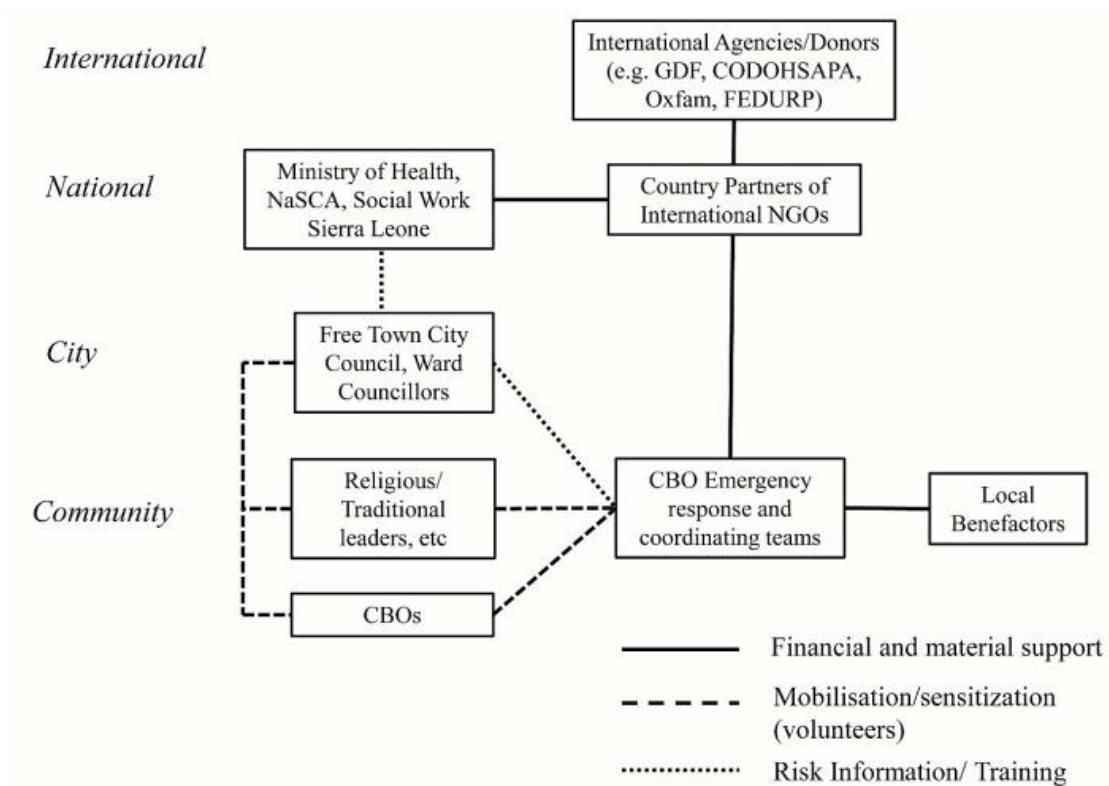 International
International Agencies/Donors
(e.g. GDF, CODOHSAPA,
Oxfam, FEDURP)
National
Ministry of Health,
NaSCA, Social Work
Sierra Leone
Country Partners of
International NGOs
City
Free Town City
Council, Ward
Councillors
Community
Religious/
Traditional
leaders, etc
CBO Emergency
response and
coordinating teams
Local
Benefactors
CBOs
Financial and material support
Mobilisation/sensitization
(volunteers)
Risk Information/ Training